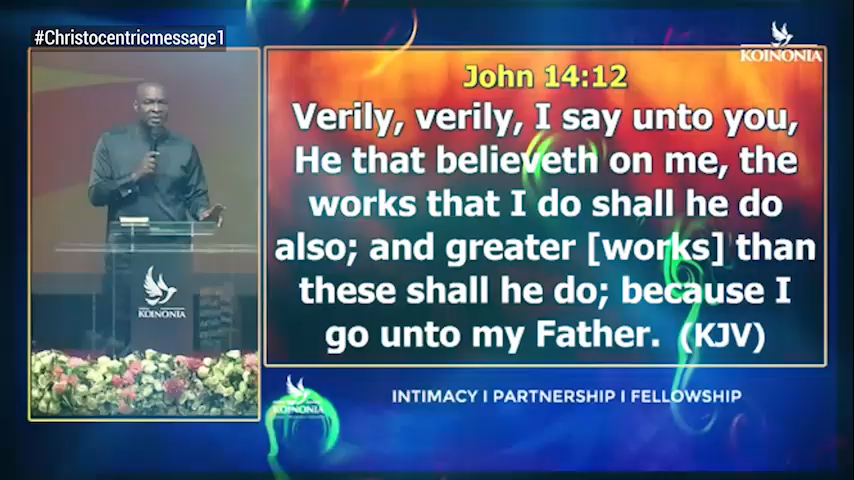 #Christocentricmessage1
KOINONIA
John 14:12
Verily, verily, I say unto you,
He that believeth on me, the
works that I do shall he do
also; and greater [works] than
these shall he do; because I
go unto my Father. (KJV)
KOINONIA
KOINONIA
INTIMACY I PARTNERSHIP I FELLOWSHIP